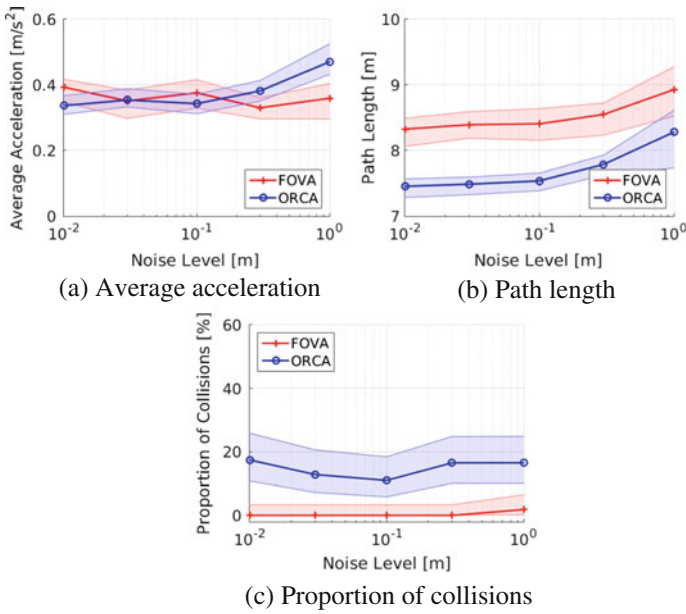 Average Acceleration [m/s²]
0.6
0.4
0.2
0
FOVA
ORCA
10⁻²
10⁻¹
10⁰
Noise Level [m]
(a) Average acceleration
Path Length [m]
10
9
8
7
FOVA
ORCA
10⁻²
10⁻¹
10⁰
Noise Level [m]
(b) Path length
Proportion of Collisions [%]
60
40
20
0
FOVA
ORCA
10⁻²
10⁻¹
10⁰
Noise Level [m]
(c) Proportion of collisions